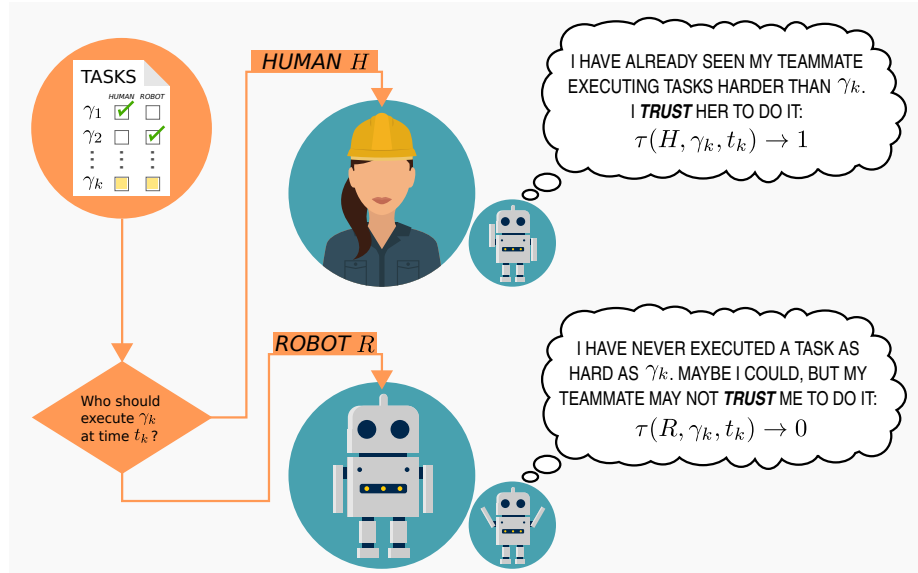 TASKS
HUMAN ROBOT
γ₁
γ₂
γₖ
HUMAN H
I HAVE ALREADY SEEN MY TEAMMATE
EXECUTING TASKS HARDER THAN γₖ.
I TRUST HER TO DO IT:
τ(H, γₖ, tₖ) → 1
Who should
execute γₖ
at time tₖ?
ROBOT R
I HAVE NEVER EXECUTED A TASK AS
HARD AS γₖ. MAYBE I COULD, BUT MY
TEAMMATE MAY NOT TRUST ME TO DO IT:
τ(R, γₖ, tₖ) → 0